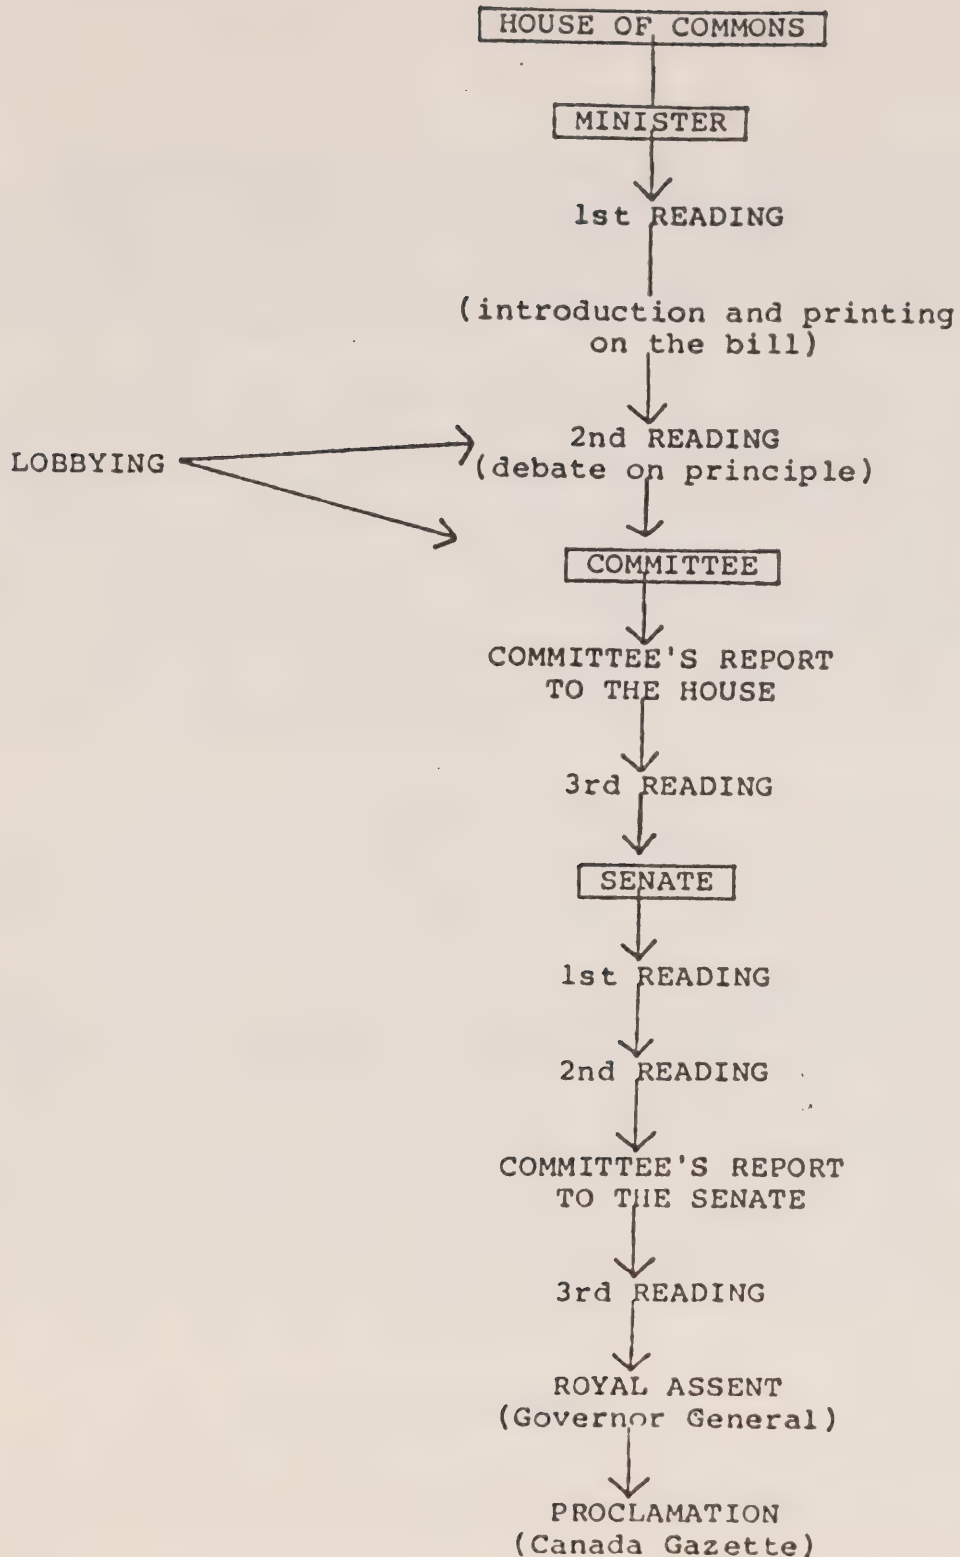 HOUSE OF COMMONS
MINISTER
1st READING
(introduction and printing
on the bill)
2nd READING
(debate on principle)
LOBBYING
COMMITTEE
COMMITTEE'S REPORT
TO THE HOUSE
3rd READING
SENATE
1st READING
2nd READING
COMMITTEE'S REPORT
TO THE SENATE
3rd READING
ROYAL ASSENT
(Governor General)
PROCLAMATION
(Canada Gazette)